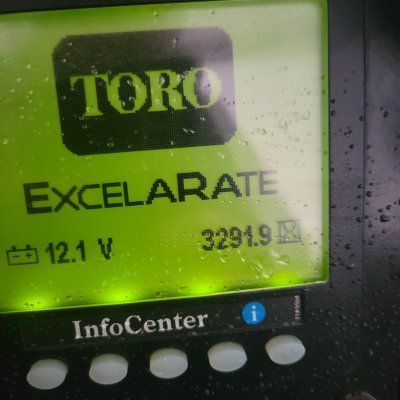 TORO
EXCELARATE
12.1 V 3291.9
InfoCenter